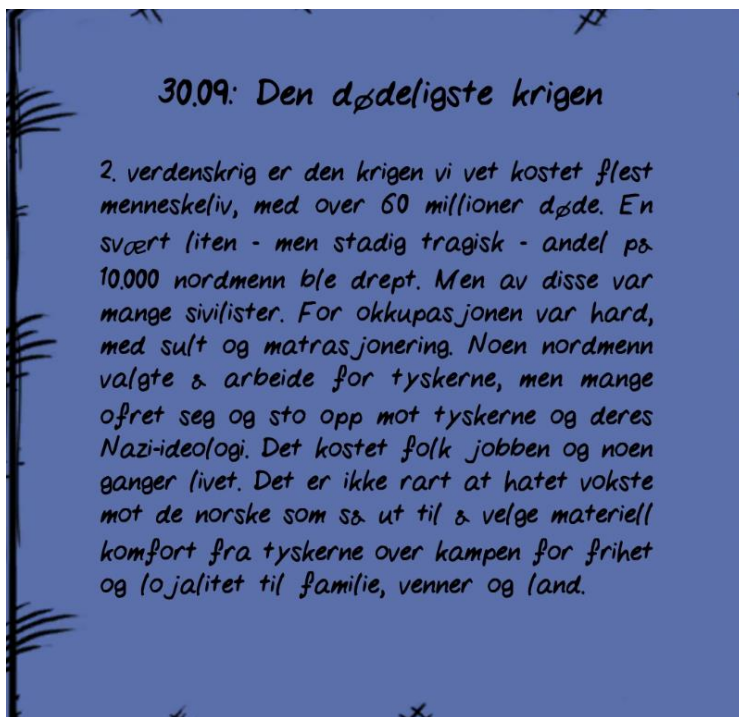 30.09: Den dødeligste krigen
2. verdenskrig er den krigen vi vet kostet flest
menneskeliv, med over 60 millioner døde. En
svært liten - men stadig tragisk - andel på
10.000 nordmenn ble drept. Men av disse var
mange sivilister. For okkupasjonen var hard,
med sult og matrasjonering. Noen nordmenn
valgte å arbeide for tyskerne, men mange
ofret seg og sto opp mot tyskerne og deres
Nazi-ideologi. Det kostet folk jobben og noen
ganger livet. Det er ikke rart at hatet vokste
mot de norske som så ut til å velge materiell
komfort fra tyskerne over kampen for frihet
og lojalitet til familie, venner og land.